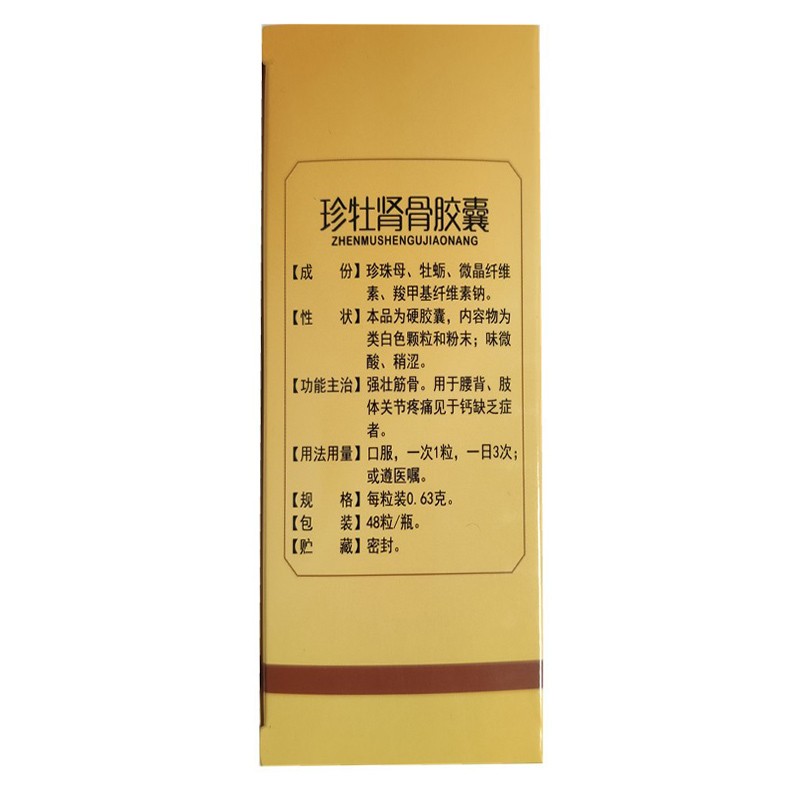 珍牡肾骨胶囊
ZHENMUSHENGUJIAONANG
【成 份】珍珠母、牡蛎、微晶纤维
素、羧甲基纤维素钠。
【性 状】本品为硬胶囊，内容物为
类白色颗粒和粉末；味微
酸、稍涩。
【功能主治】强壮筋骨。用于腰背、肢
体关节疼痛见于钙缺乏症
者。
【用法用量】口服，一次1粒，一日3次；
或遵医嘱。
【规 格】每粒装0.63克。
【包 装】48粒/瓶。
【贮 藏】密封。